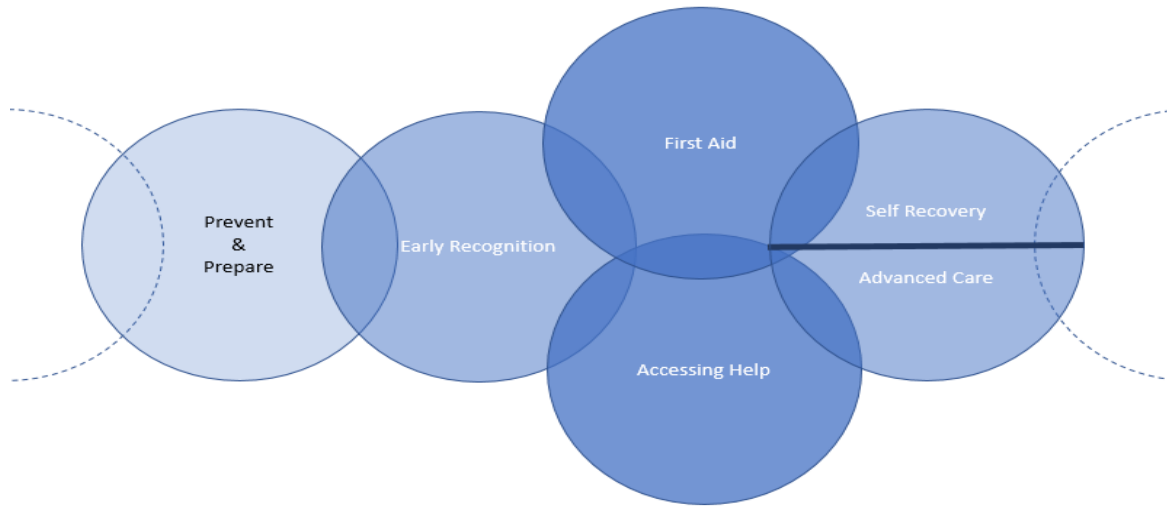 Prevent
&
Prepare
Early Recognition
First Aid
Accessing Help
Self Recovery
Advanced Care